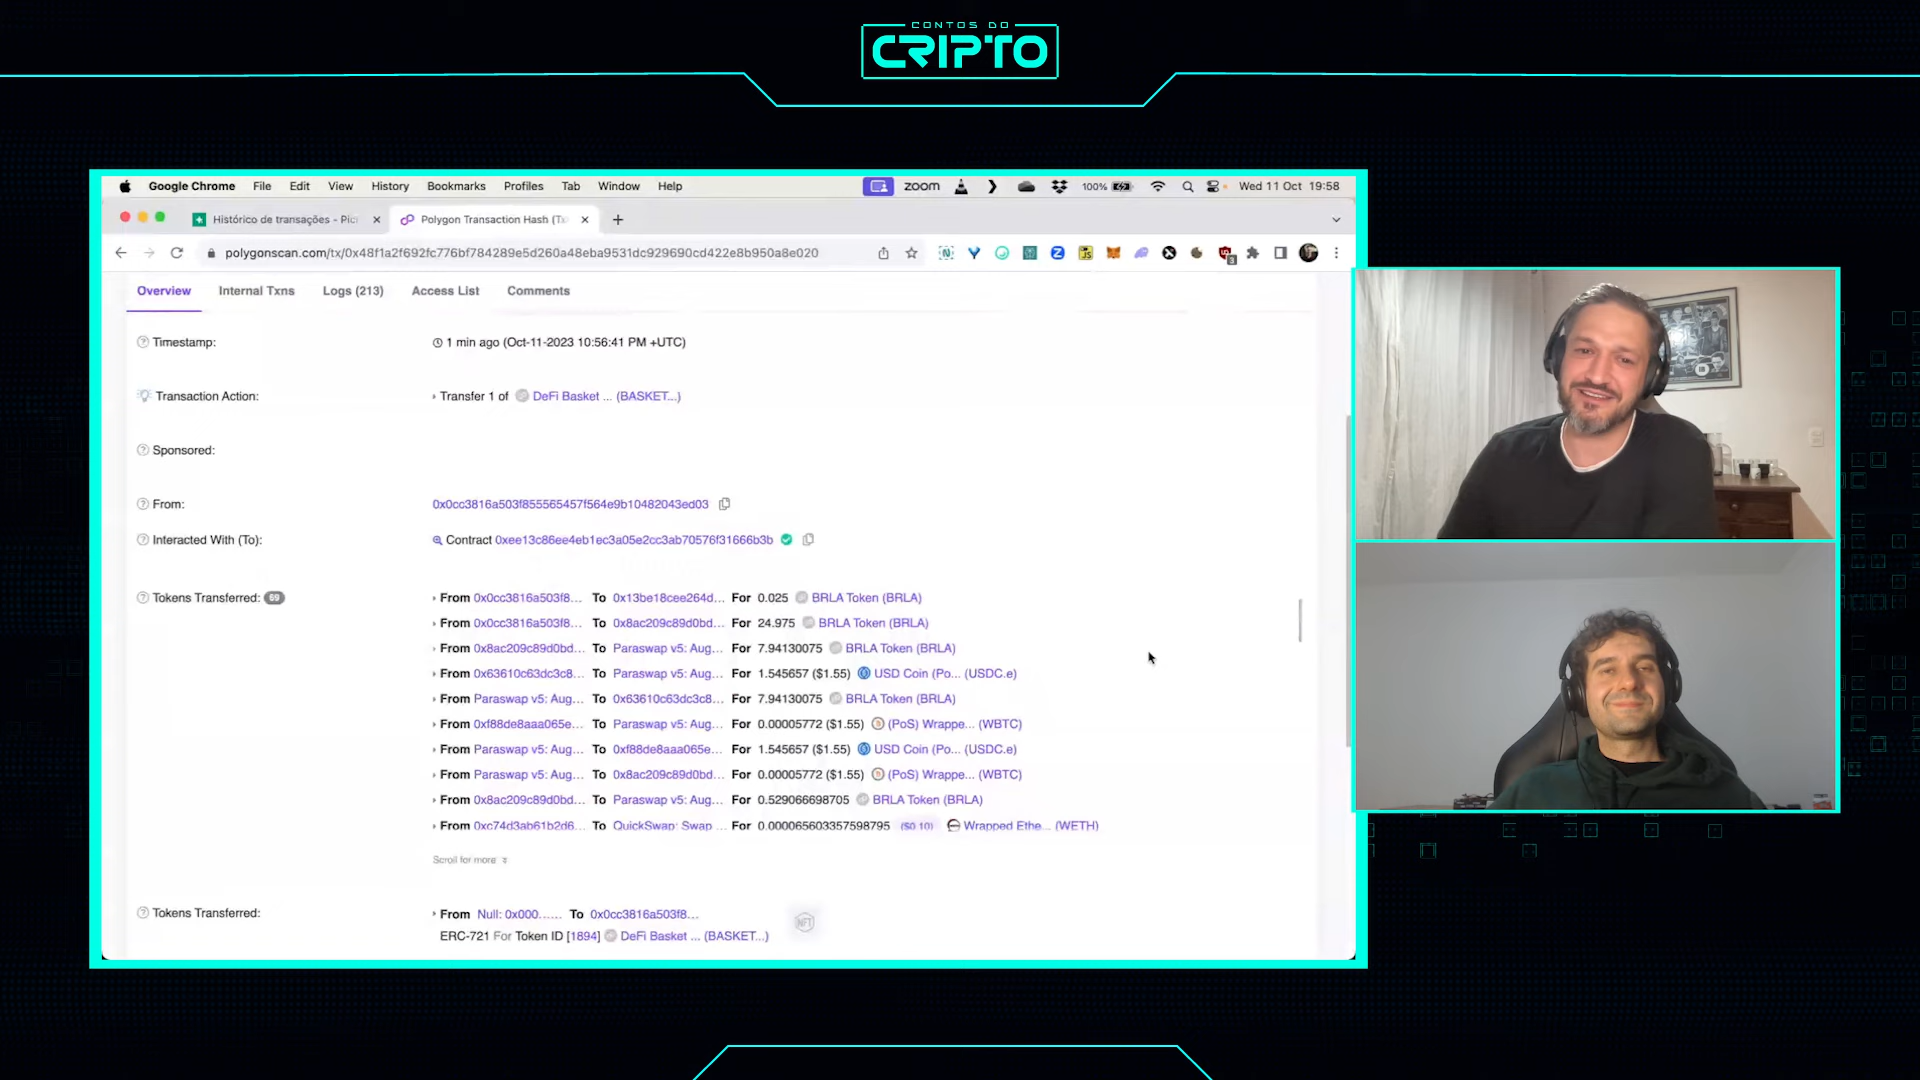 CONTOS DO
CRIPTO
Google Chrome File Edit View History Bookmarks Profiles Tab Window Help zoom 100% Wed 11 Oct 19:58
Histórico de transações - Pic Polygon Transaction Hash (Tx
polygonscan.com/tx/0x48f1a2f692fc776bf784289e5d260a48eba9531dc929690cd422e8b950a8e020
Overview Internal Txns Logs (213) Access List Comments
Timestamp: 1 min ago (Oct-11-2023 10:56:41 PM +UTC)
Transaction Action: Transfer 1 of DeFi Basket ... (BASKET...)
Sponsored:
From: 0x0cc3816a503f855565457f564e9b10482043ed03
Interacted With (To): Contract 0xee13c86ee4eb1ec3a05e2cc3ab70576f31666b3b
Tokens Transferred: 69 From 0x0cc3816a503f8... To 0x13be18cee264d... For 0.025 BRLA Token (BRLA)
From 0x0cc3816a503f8... To 0x8ac209c89d0bd... For 24.975 BRLA Token (BRLA)
From 0x8ac209c89d0bd... To Paraswap v5: Aug... For 7.94130075 BRLA Token (BRLA)
From 0x63610c63dc3c8... To Paraswap v5: Aug... For 1.545657 ($1.55) USD Coin (Po... (USDC.e)
From Paraswap v5: Aug... To 0x63610c63dc3c8... For 7.94130075 BRLA Token (BRLA)
From 0xf88de8aaa065e... To Paraswap v5: Aug... For 0.00005772 ($1.55) (PoS) Wrappe... (WBTC)
From Paraswap v5: Aug... To 0xf88de8aaa065e... For 1.545657 ($1.55) USD Coin (Po... (USDC.e)
From Paraswap v5: Aug... To 0x8ac209c89d0bd... For 0.00005772 ($1.55) (PoS) Wrappe... (WBTC)
From 0x8ac209c89d0bd... To Paraswap v5: Aug... For 0.529066698705 BRLA Token (BRLA)
From 0xc74d3ab61b2d6... To QuickSwap: Swap ... For 0.000065603357598795 ($0.10) Wrapped Ethe... (WETH)
Scroll for more
Tokens Transferred: From Null: 0x000...... To 0x0cc3816a503f8...
NFT
ERC-721 For Token ID [1894] DeFi Basket ... (BASKET...)